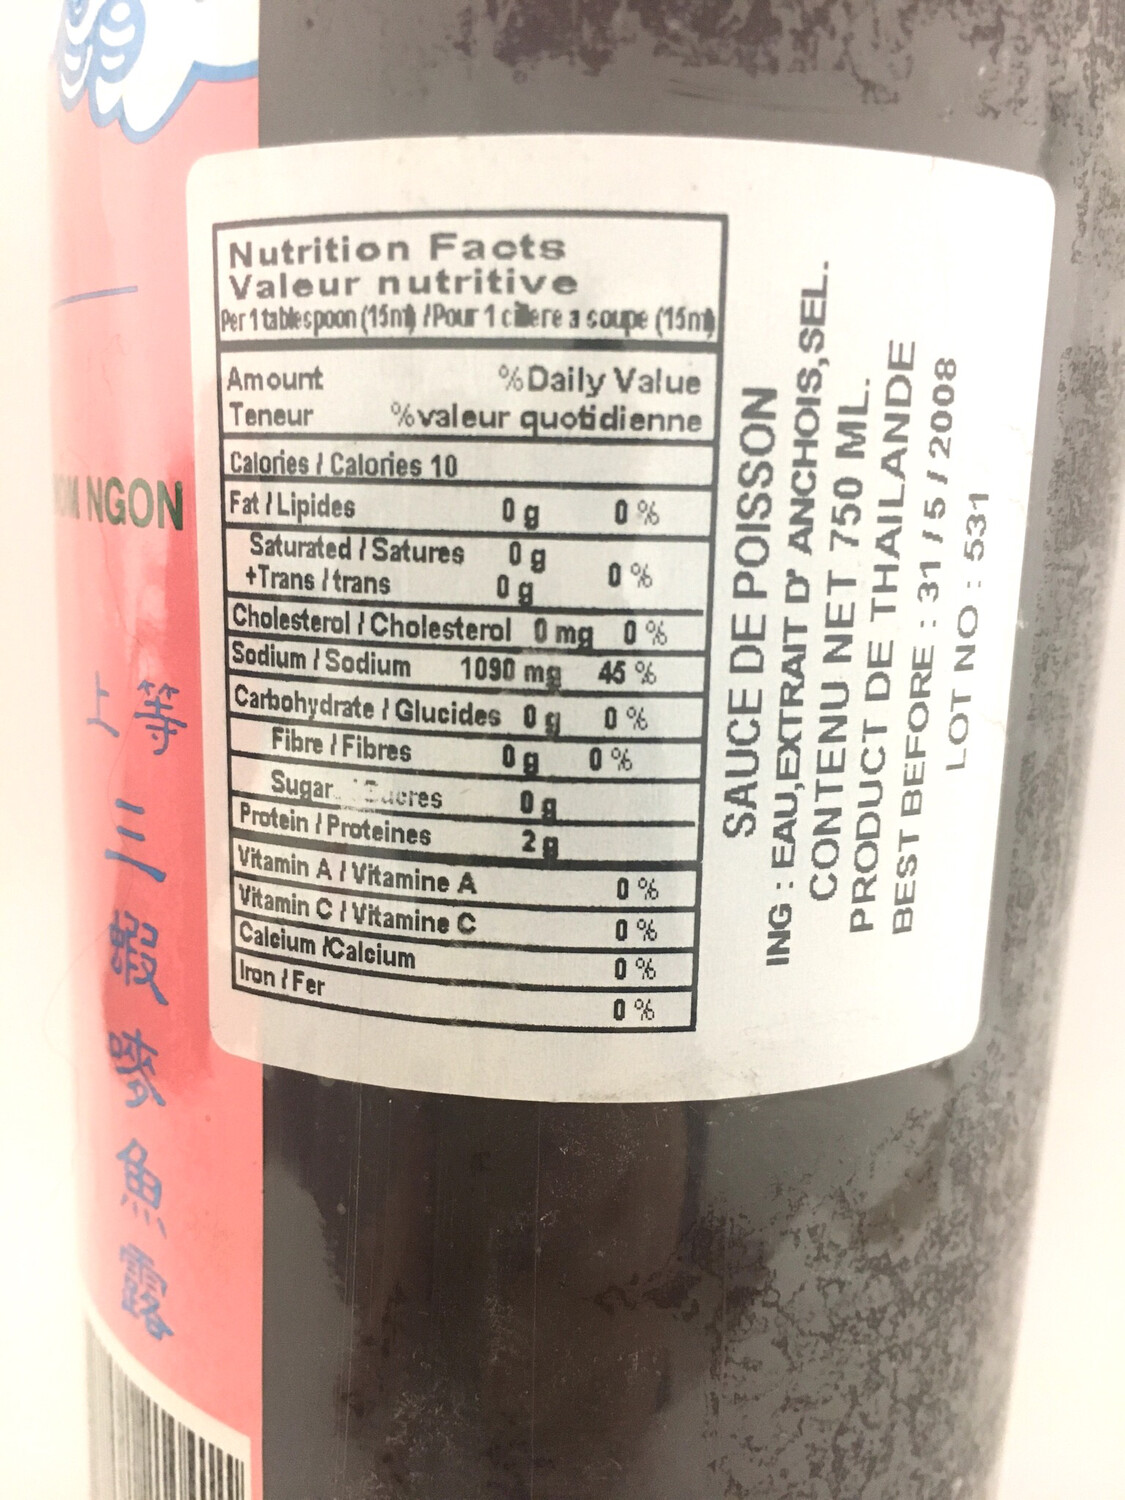 NGON
上等
三蝦麥魚露
Nutrition Facts
Valeur nutritive
Per 1 tablespoon (15ml) / Pour 1 cillere a soupe (15ml)
Amount % Daily Value
Teneur % valeur quotidienne
Calories / Calories 10
Fat / Lipides 0 g 0 %
Saturated / Satures 0 g
+Trans / trans 0 g 0 %
Cholesterol / Cholesterol 0 mg 0 %
Sodium / Sodium 1090 mg 45 %
Carbohydrate / Glucides 0 g 0 %
Fibre / Fibres 0 g 0 %
Sugar Sucres 0 g
Protein / Proteines 2 g
Vitamin A / Vitamine A 0 %
Vitamin C / Vitamine C 0 %
Calcium /Calcium 0 %
Iron / Fer 0 %
SAUCE DE POISSON
ING : EAU,EXTRAIT D' ANCHOIS,SEL.
CONTENU NET 750 ML.
PRODUCT DE THAILANDE
BEST BEFORE : 31 / 5 / 2008
LOT NO : 531